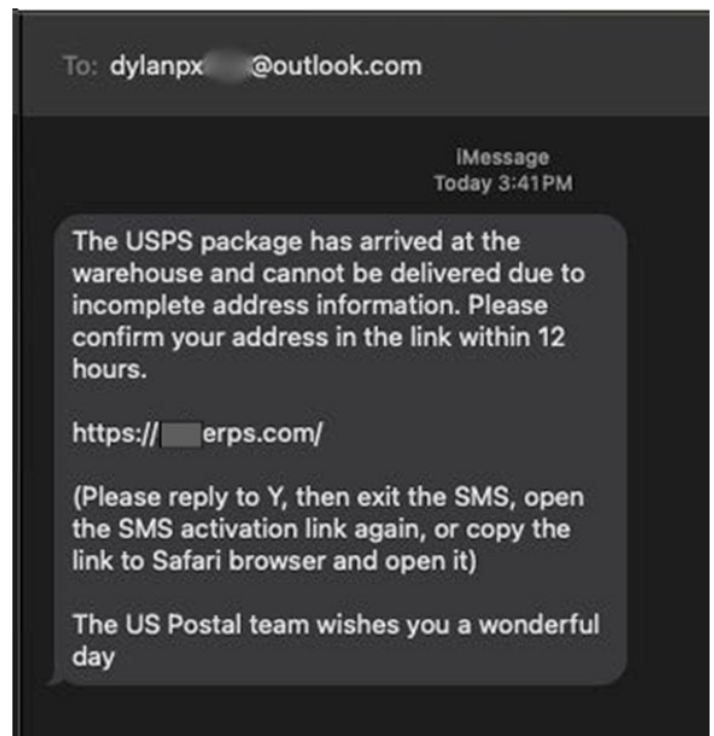 To: dylanpx @outlook.com
iMessage
Today 3:41 PM
The USPS package has arrived at the
warehouse and cannot be delivered due to
incomplete address information. Please
confirm your address in the link within 12
hours.
https:// erps.com/
(Please reply to Y, then exit the SMS, open
the SMS activation link again, or copy the
link to Safari browser and open it)
The US Postal team wishes you a wonderful
day